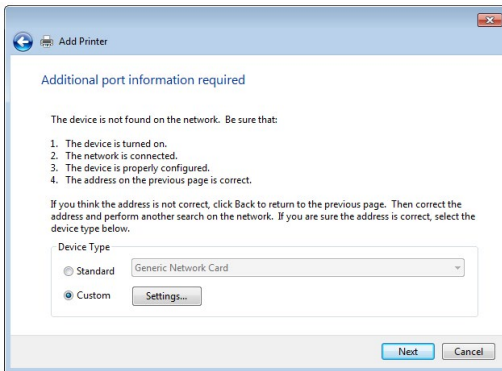 Add Printer
Additional port information required
The device is not found on the network.  Be sure that:
1.  The device is turned on.
2.  The network is connected.
3.  The device is properly configured.
4.  The address on the previous page is correct.
If you think the address is not correct, click Back to return to the previous page.  Then correct the
address and perform another search on the network.  If you are sure the address is correct, select the
device type below.
Device Type
Standard
Generic Network Card
Custom
Settings...
Next
Cancel